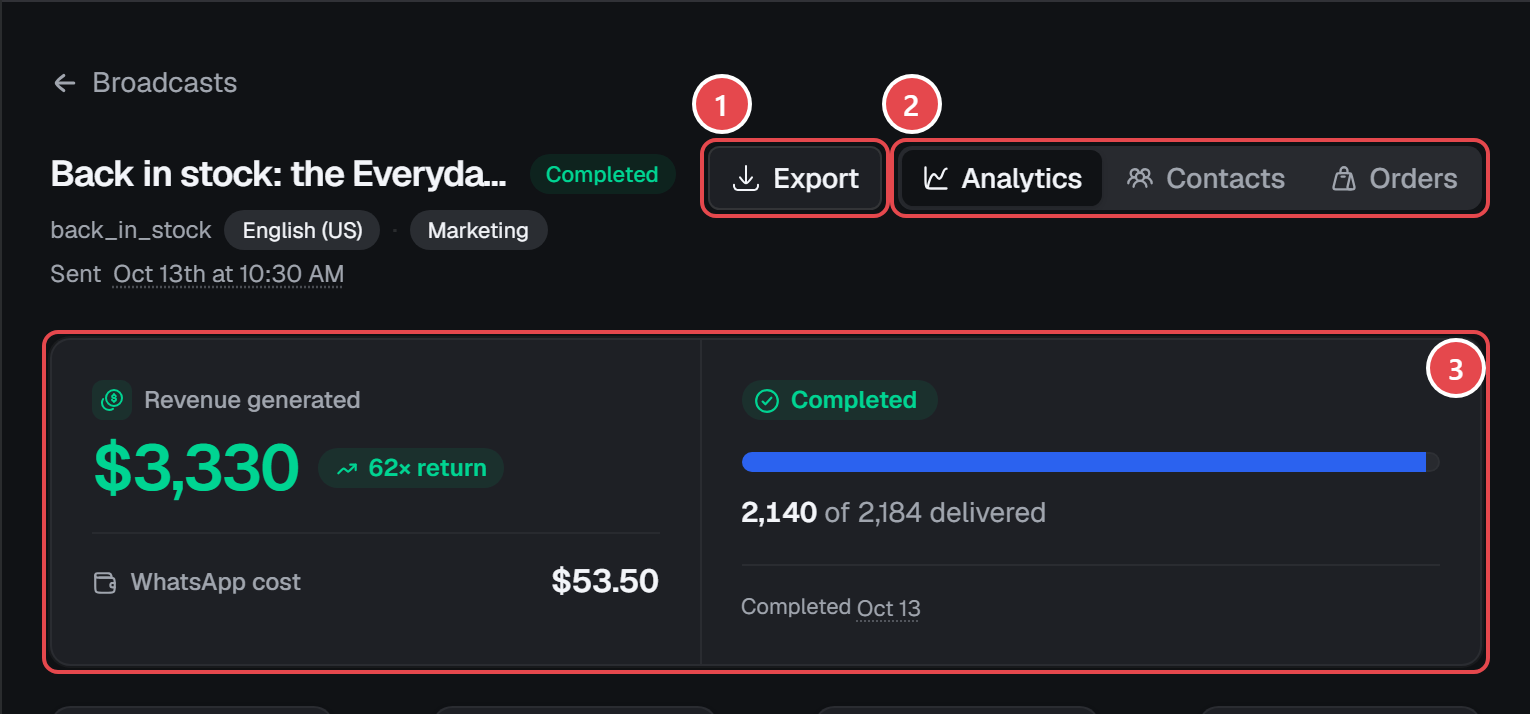 Broadcasts
1
2
Back in stock: the Everyda... Completed
Export
Analytics Contacts Orders
back_in_stock English (US) · Marketing
Sent Oct 13th at 10:30 AM
3
Revenue generated
$3,330 62× return
WhatsApp cost $53.50
Completed
2,140 of 2,184 delivered
Completed Oct 13